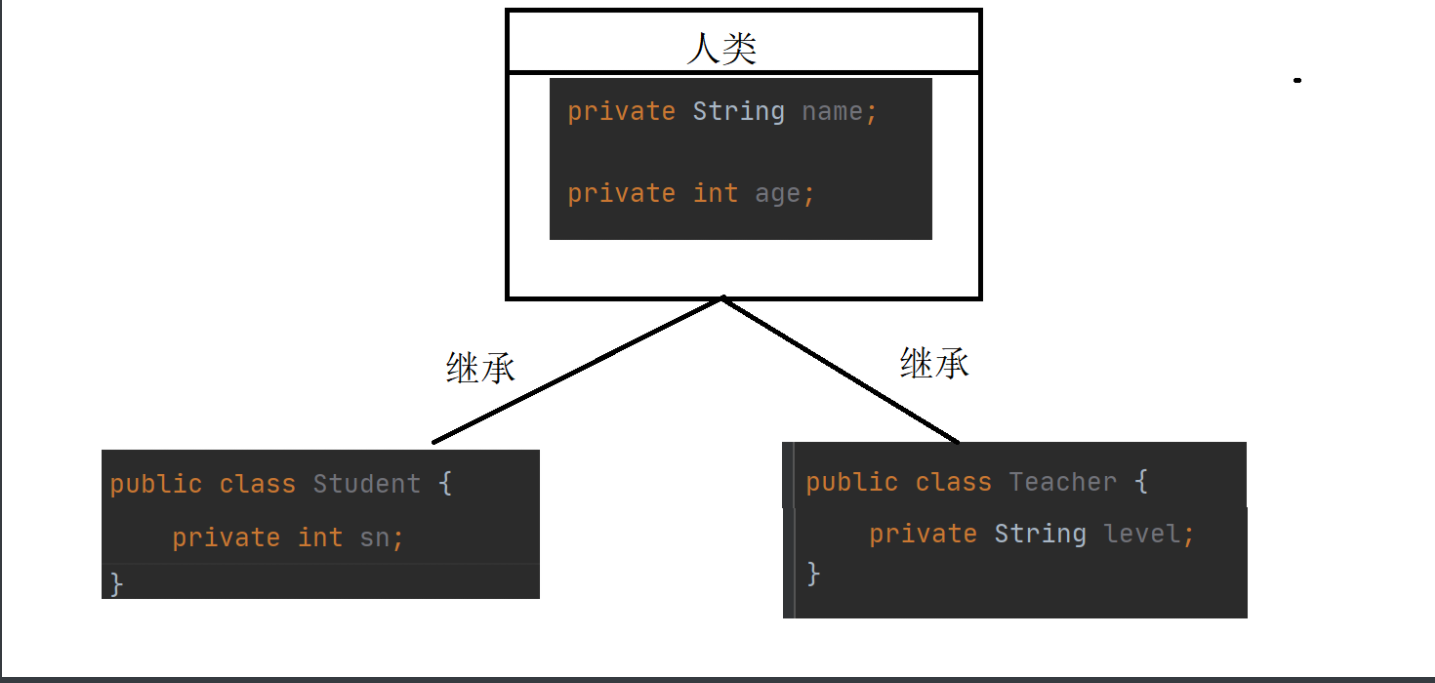 人类
private String name;
private int age;
继承
继承
public class Student {
private int sn;
}
public class Teacher {
private String level;
}